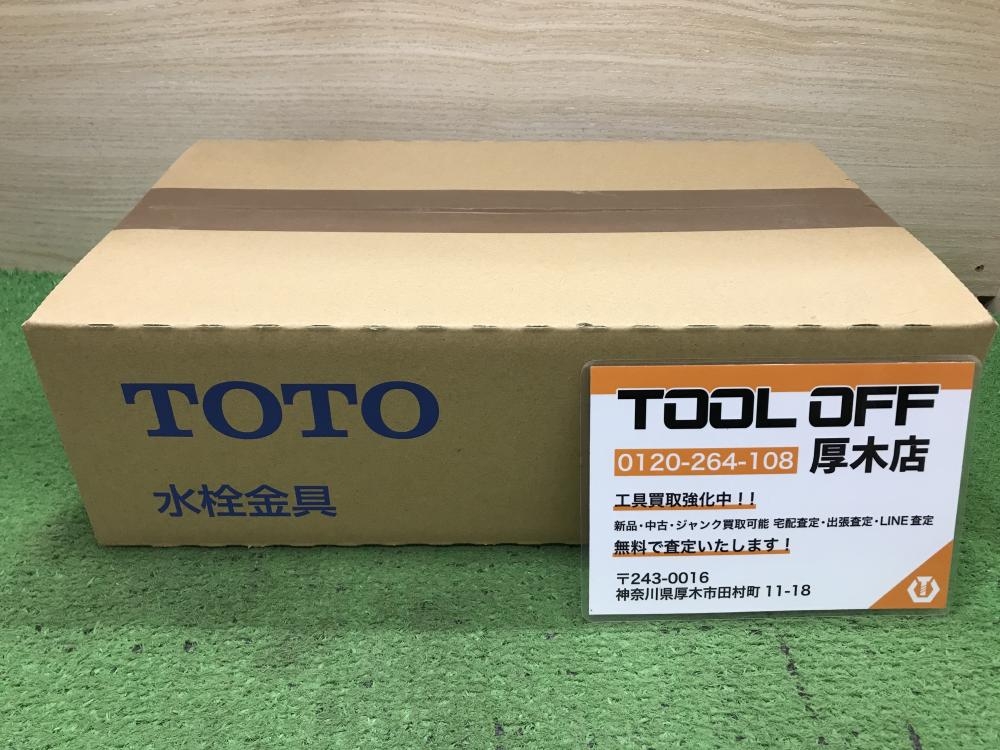 TOTO
水栓金具
TOOL OFF
0120-264-108 厚木店
工具買取強化中!!
新品・中古・ジャンク買取可能 宅配査定・出張査定・LINE査定
無料で査定いたします!
〒243-0016
神奈川県厚木市田村町 11-18